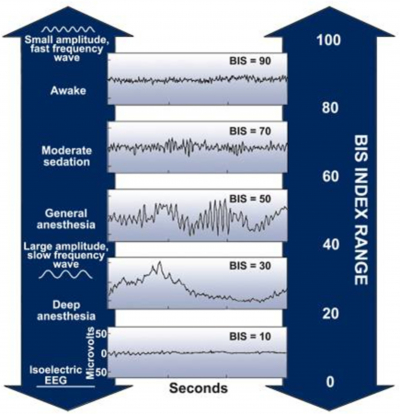 Small amplitude,
fast frequency
wave
Awake
Moderate
sedation
General
anesthesia
Large amplitude,
slow frequency
wave
Deep
anesthesia
Isoelectric
EEG
BIS = 90
BIS = 70
BIS = 50
BIS = 30
BIS = 10
Microvolts
50
0
50
Seconds
100
80
60
40
20
0
BIS INDEX RANGE